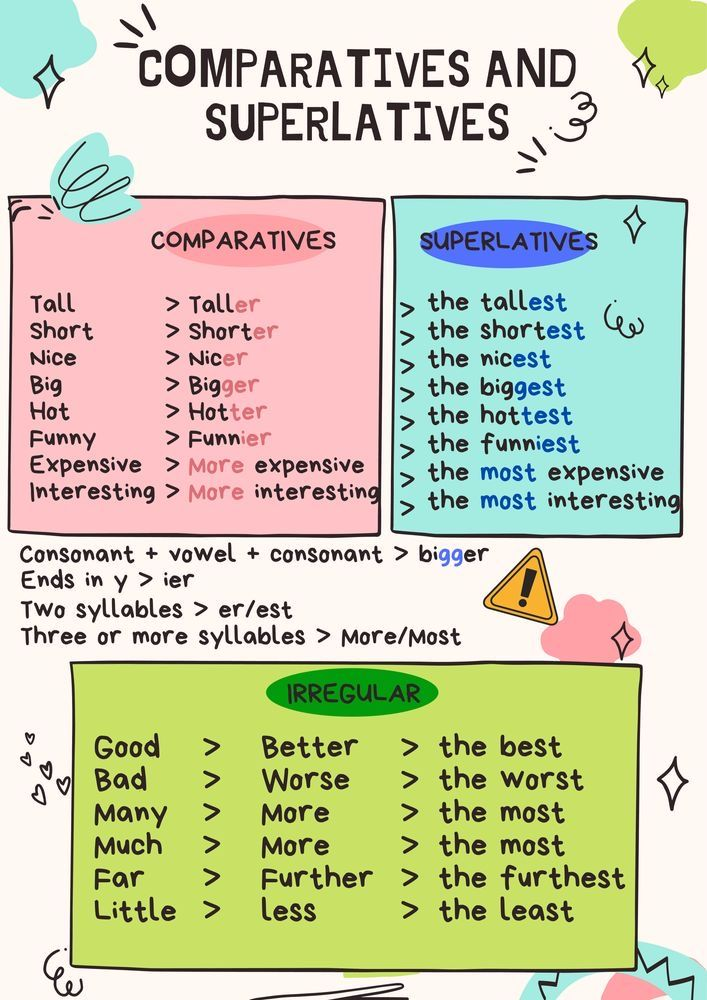 COMPARATIVES AND
SUPERLATIVES
COMPARATIVES
Tall > Taller
Short > Shorter
Nice > Nicer
Big > Bigger
Hot > Hotter
Funny > Funnier
Expensive > More expensive
Interesting > More interesting
SUPERLATIVES
> the tallest
> the shortest
> the nicest
> the biggest
> the hottest
> the funniest
> the most expensive
> the most interesting
Consonant + vowel + consonant > bigger
Ends in y > ier
Two syllables > er/est
Three or more syllables > More/Most
IRREGULAR
Good > Better > the best
Bad > Worse > the worst
Many > More > the most
Much > More > the most
Far > Further > the furthest
Little > less > the least